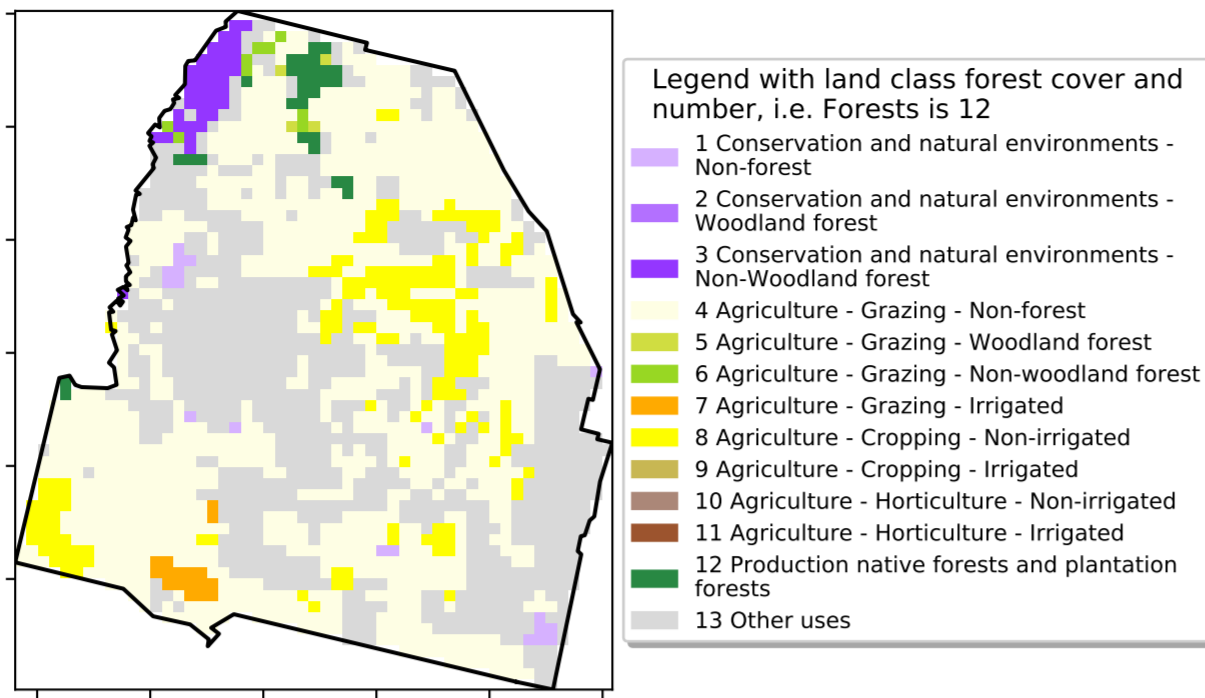 Legend with land class forest cover and
number, i.e. Forests is 12
1 Conservation and natural environments -
Non-forest
2 Conservation and natural environments -
Woodland forest
3 Conservation and natural environments -
Non-Woodland forest
4 Agriculture - Grazing - Non-forest
5 Agriculture - Grazing - Woodland forest
6 Agriculture - Grazing - Non-woodland forest
7 Agriculture - Grazing - Irrigated
8 Agriculture - Cropping - Non-irrigated
9 Agriculture - Cropping - Irrigated
10 Agriculture - Horticulture - Non-irrigated
11 Agriculture - Horticulture - Irrigated
12 Production native forests and plantation
forests
13 Other uses